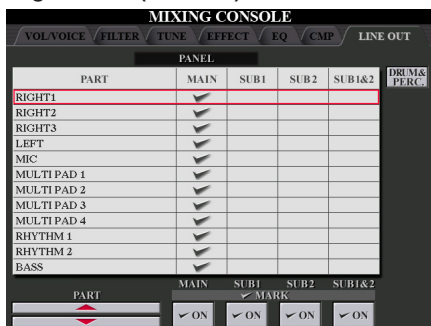 MIXING CONSOLE
VOL/VOICE FILTER TUNE EFFECT EQ CMP LINE OUT
PANEL
PART MAIN SUB1 SUB2 SUB1&2 DRUM& PERC.
RIGHT1
RIGHT2
RIGHT3
LEFT
MIC
MULTI PAD 1
MULTI PAD 2
MULTI PAD 3
MULTI PAD 4
RHYTHM 1
RHYTHM 2
BASS
MAIN SUB1 SUB2 SUB1&2
PART MARK
ON ON ON ON